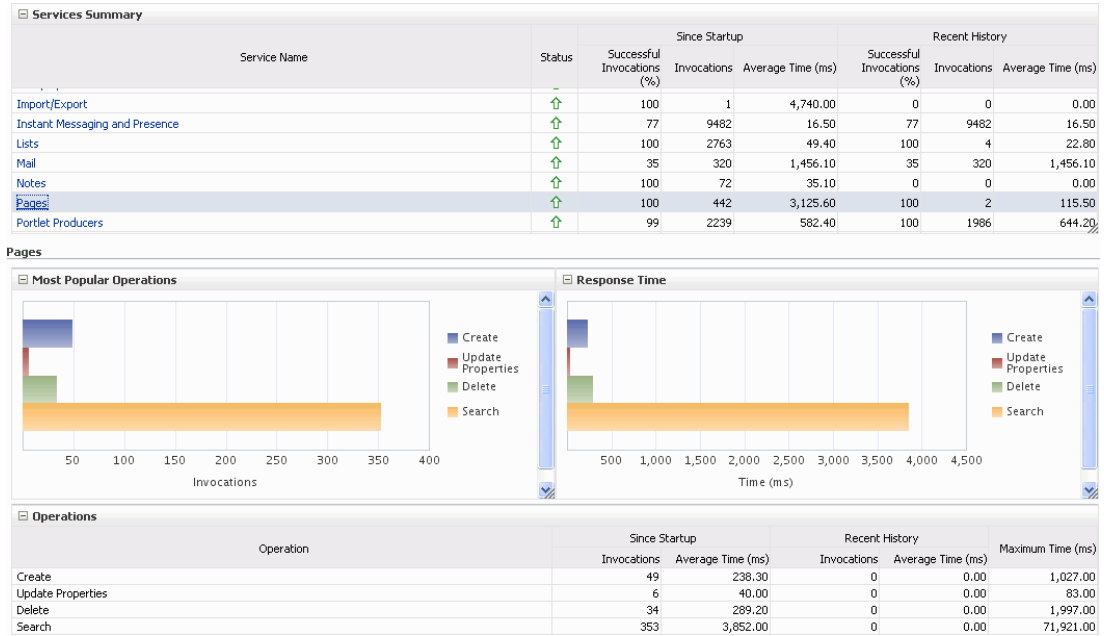 Services Summary
Since Startup Recent History
Service Name Status Successful Invocations (%) Invocations Average Time (ms) Successful Invocations (%) Invocations Average Time (ms)
Import/Export 100 1 4,740.00 0 0 0.00
Instant Messaging and Presence 77 9482 16.50 77 9482 16.50
Lists 100 2763 49.40 100 4 22.80
Mail 35 320 1,456.10 35 320 1,456.10
Notes 100 72 35.10 0 0 0.00
Pages 100 442 3,125.60 100 2 115.50
Portlet Producers 99 2239 582.40 100 1986 644.20
Pages
Most Popular Operations
Create
Update
Properties
Delete
Search
50 100 150 200 250 300 350 400
Invocations
Response Time
Create
Update
Properties
Delete
Search
500 1,000 1,500 2,000 2,500 3,000 3,500 4,000 4,500
Time (ms)
Operations
Operation Since Startup Recent History Maximum Time (ms)
Invocations Average Time (ms) Invocations Average Time (ms)
Create 49 238.30 0 0.00 1,027.00
Update Properties 6 40.00 0 0.00 83.00
Delete 34 289.20 0 0.00 1,997.00
Search 353 3,852.00 0 0.00 71,921.00